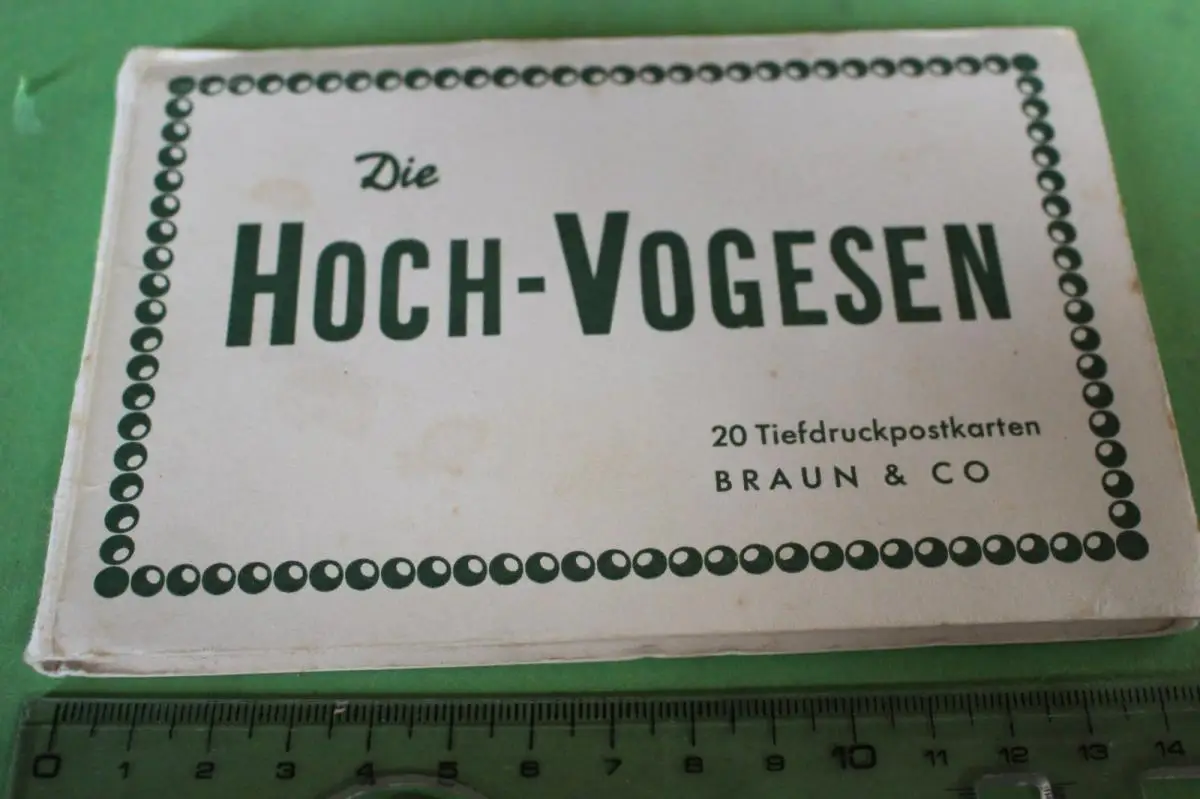 Die
HOCH-VOGESEN
20 Tiefdruckpostkarten
BRAUN & CO
0 1 2 3 4 5 6 7 8 9 10 11 12 13 14